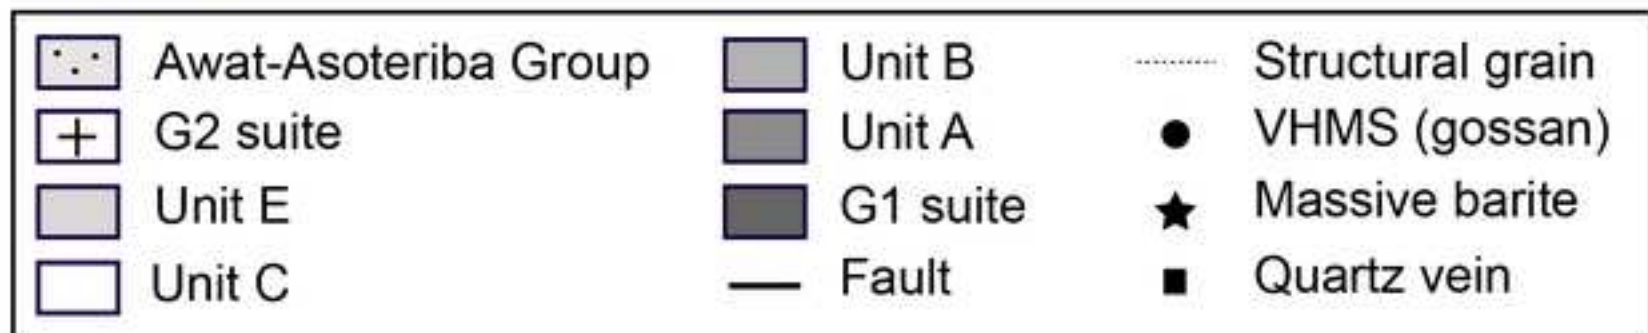 Awat-Asoteriba Group
G2 suite
Unit E
Unit C
Unit B
Unit A
G1 suite
Fault
Structural grain
VHMS (gossan)
Massive barite
Quartz vein